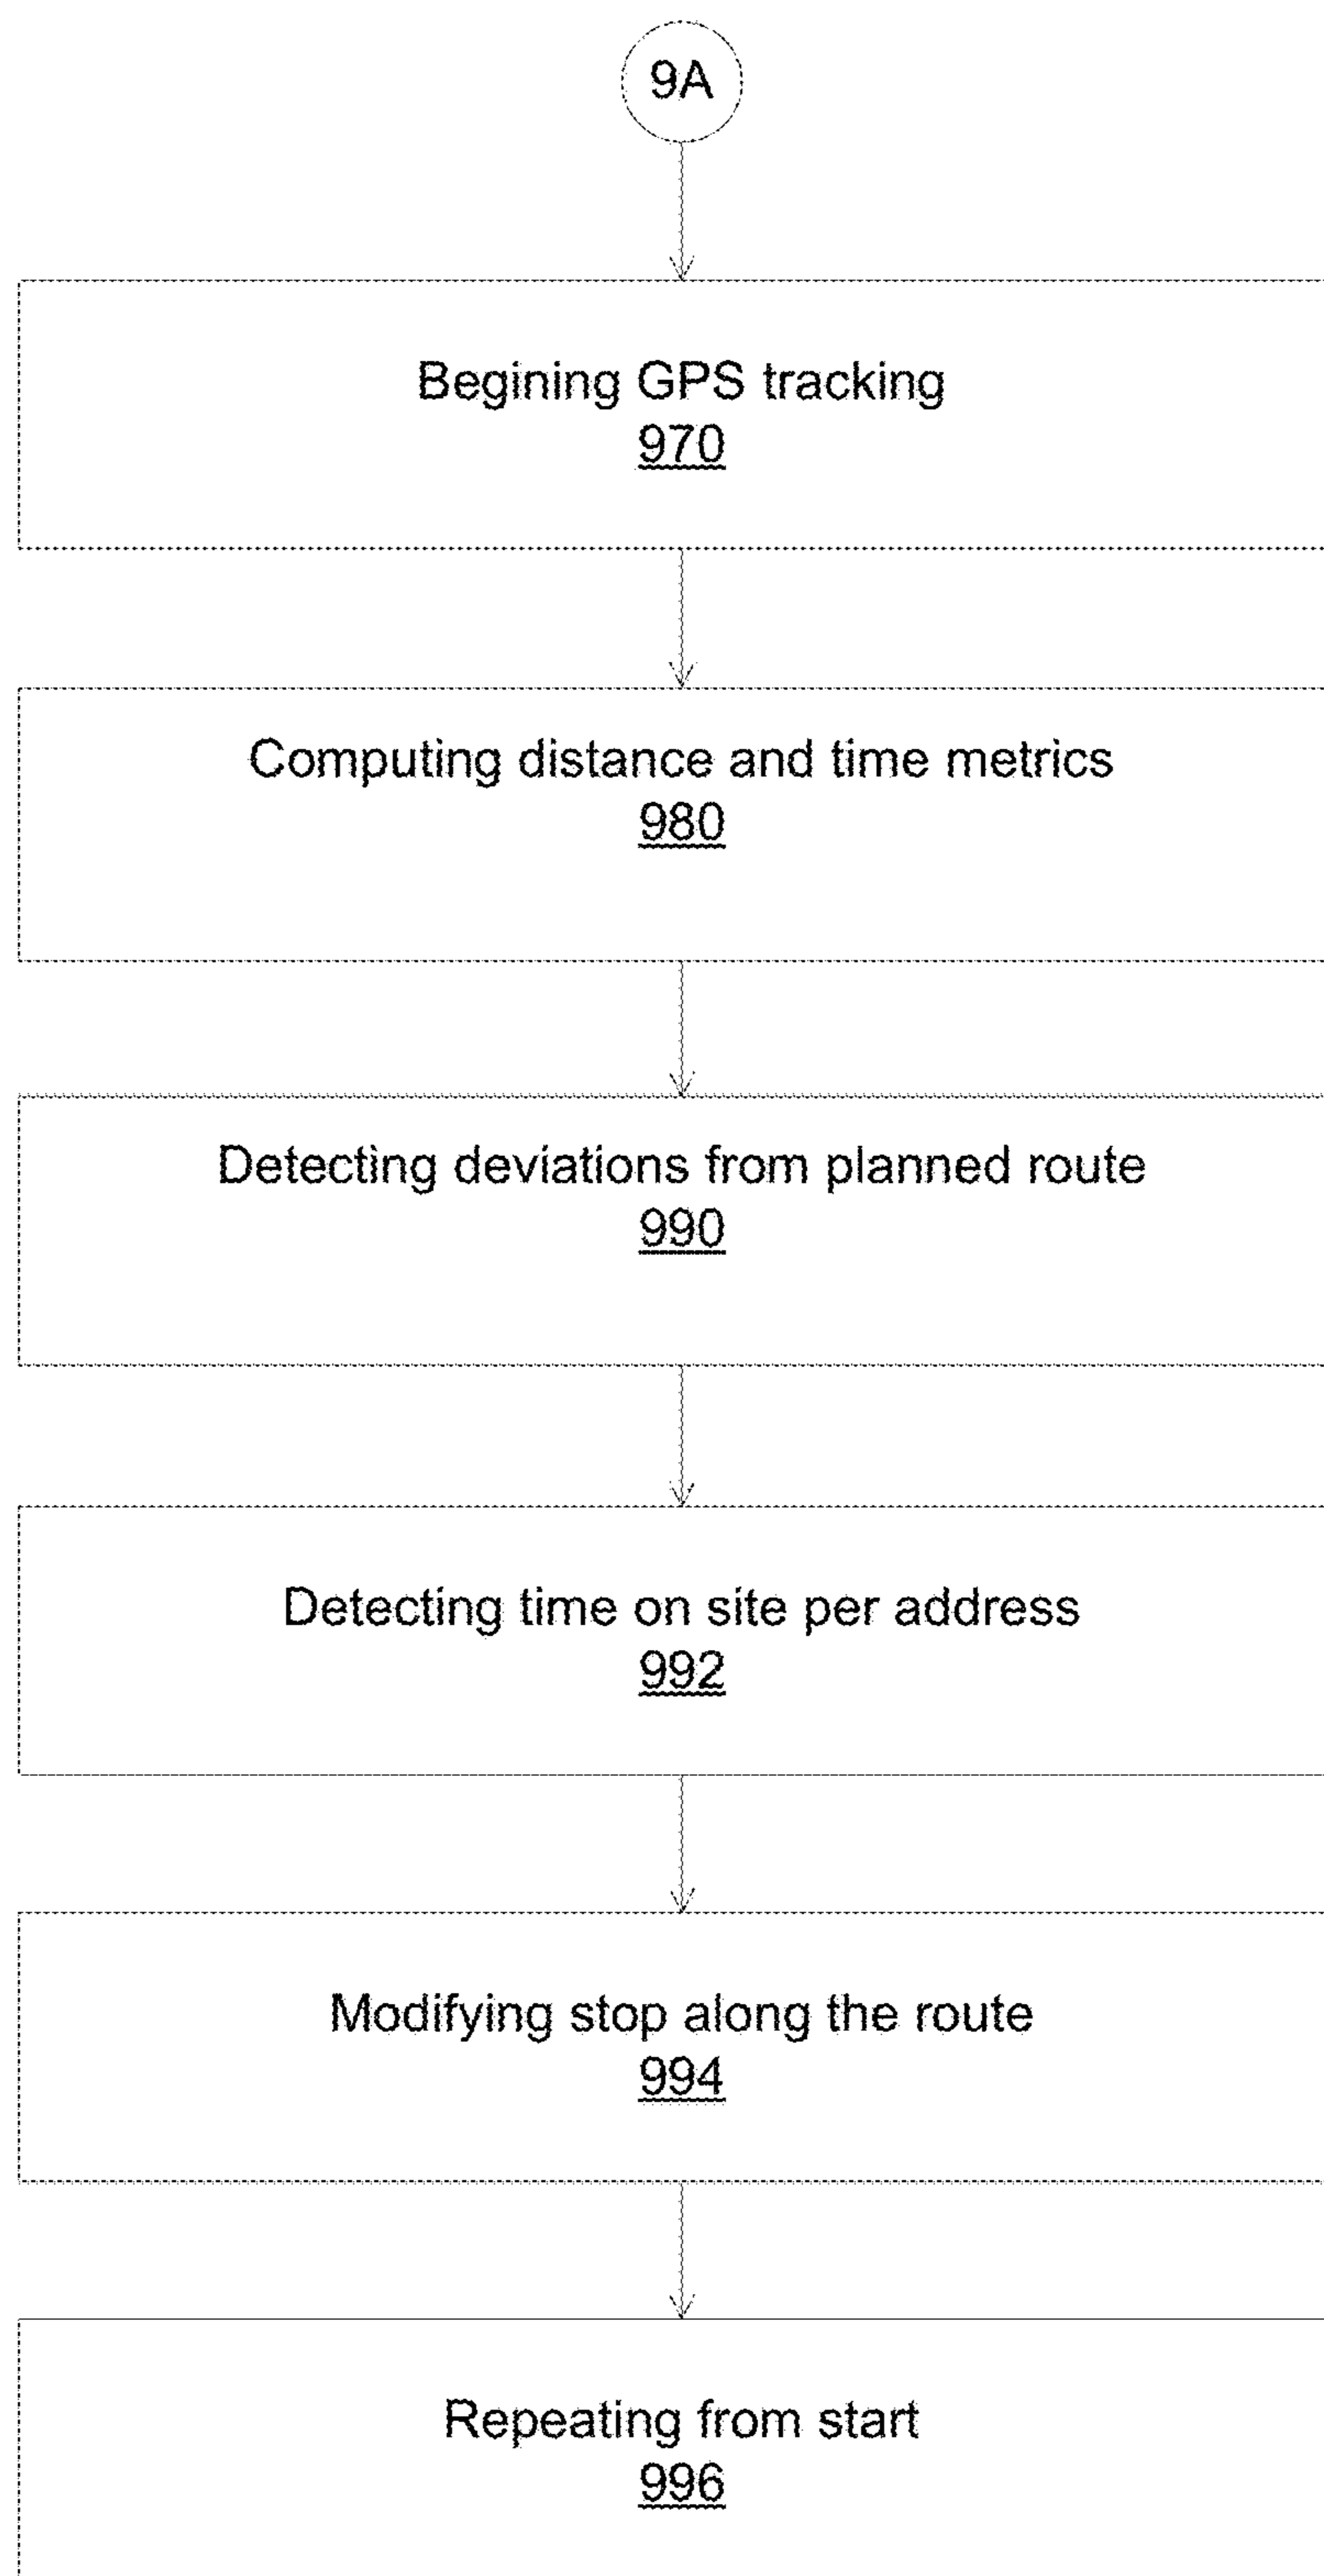 9A
Begining GPS tracking
970
Computing distance and time metrics
980
Detecting deviations from planned route
990
Detecting time on site per address
992
Modifying stop along the route
994
Repeating from start
996